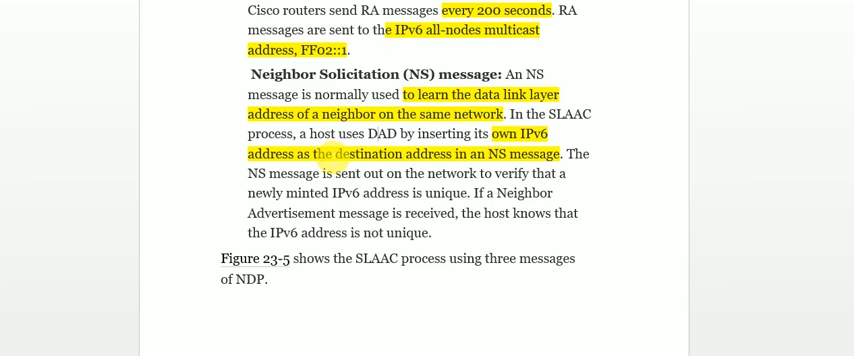 Cisco routers send RA messages every 200 seconds. RA
messages are sent to the IPv6 all-nodes multicast
address, FF02::1.
Neighbor Solicitation (NS) message: An NS
message is normally used to learn the data link layer
address of a neighbor on the same network. In the SLAAC
process, a host uses DAD by inserting its own IPv6
address as the destination address in an NS message. The
NS message is sent out on the network to verify that a
newly minted IPv6 address is unique. If a Neighbor
Advertisement message is received, the host knows that
the IPv6 address is not unique.
Figure 23-5 shows the SLAAC process using three messages
of NDP.